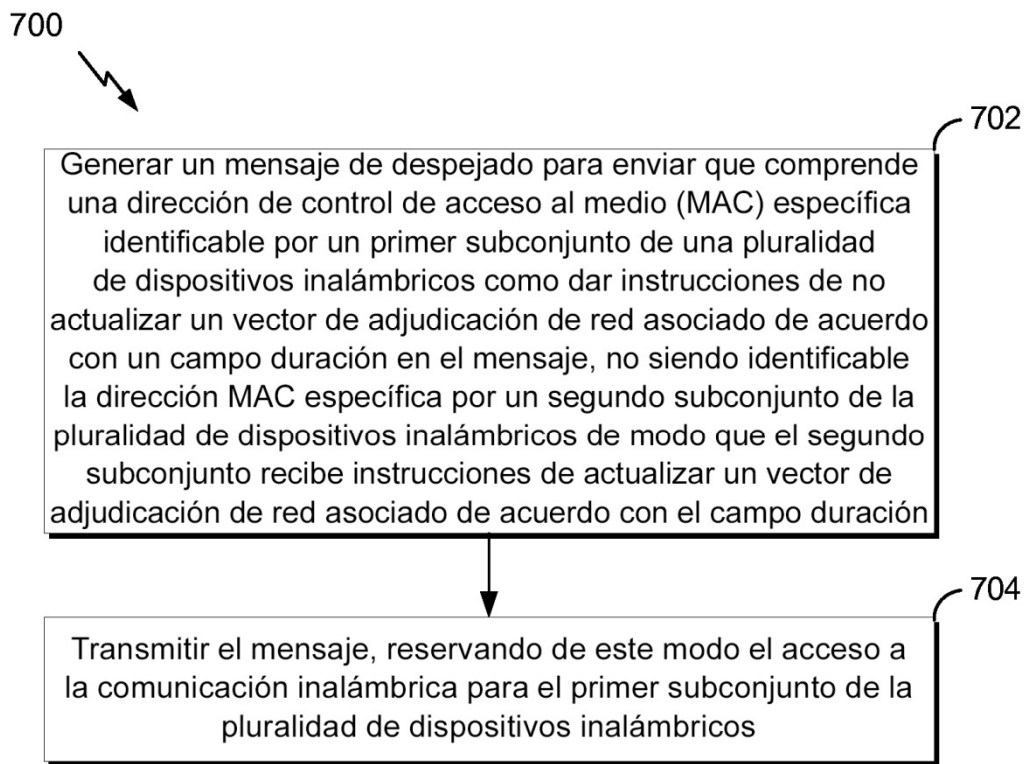 700
702
Generar un mensaje de despejado para enviar que comprende
una dirección de control de acceso al medio (MAC) específica
identificable por un primer subconjunto de una pluralidad
de dispositivos inalámbricos como dar instrucciones de no
actualizar un vector de adjudicación de red asociado de acuerdo
con un campo duración en el mensaje, no siendo identificable
la dirección MAC específica por un segundo subconjunto de la
pluralidad de dispositivos inalámbricos de modo que el segundo
subconjunto recibe instrucciones de actualizar un vector de
adjudicación de red asociado de acuerdo con el campo duración
704
Transmitir el mensaje, reservando de este modo el acceso a
la comunicación inalámbrica para el primer subconjunto de la
pluralidad de dispositivos inalámbricos